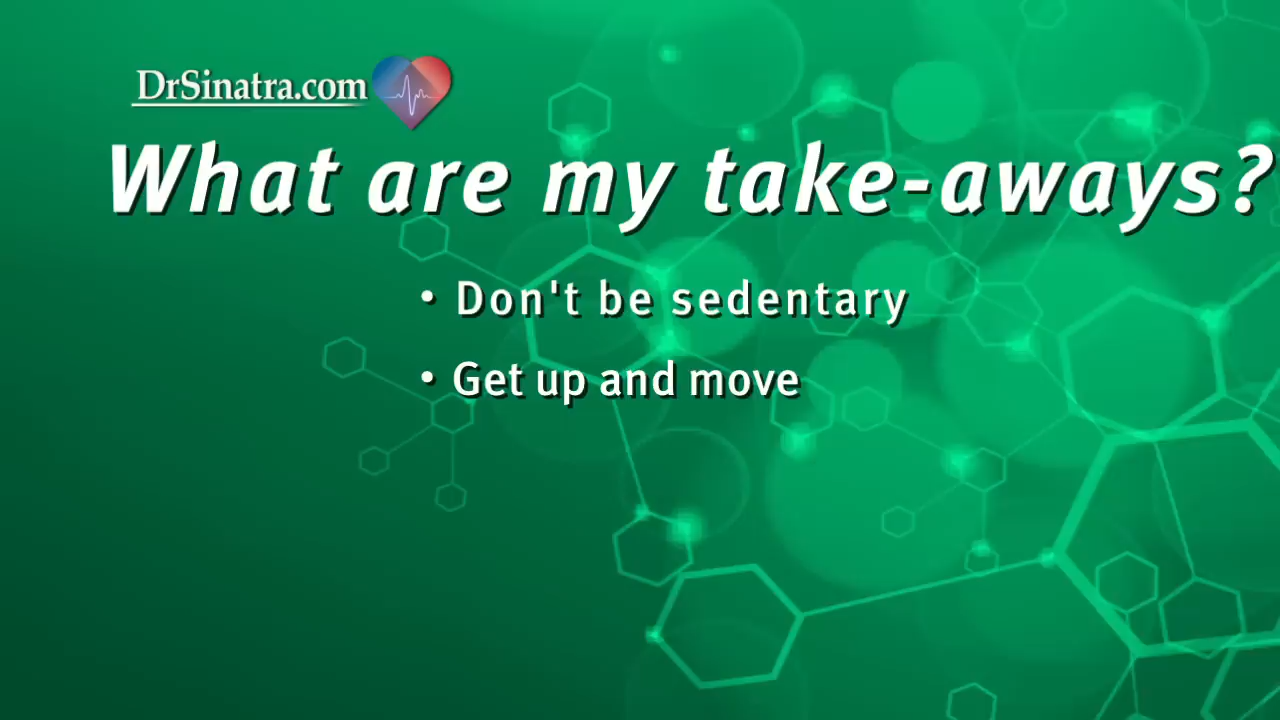 DrSinatra.com
What are my take-aways?
• Don't be sedentary
• Get up and move